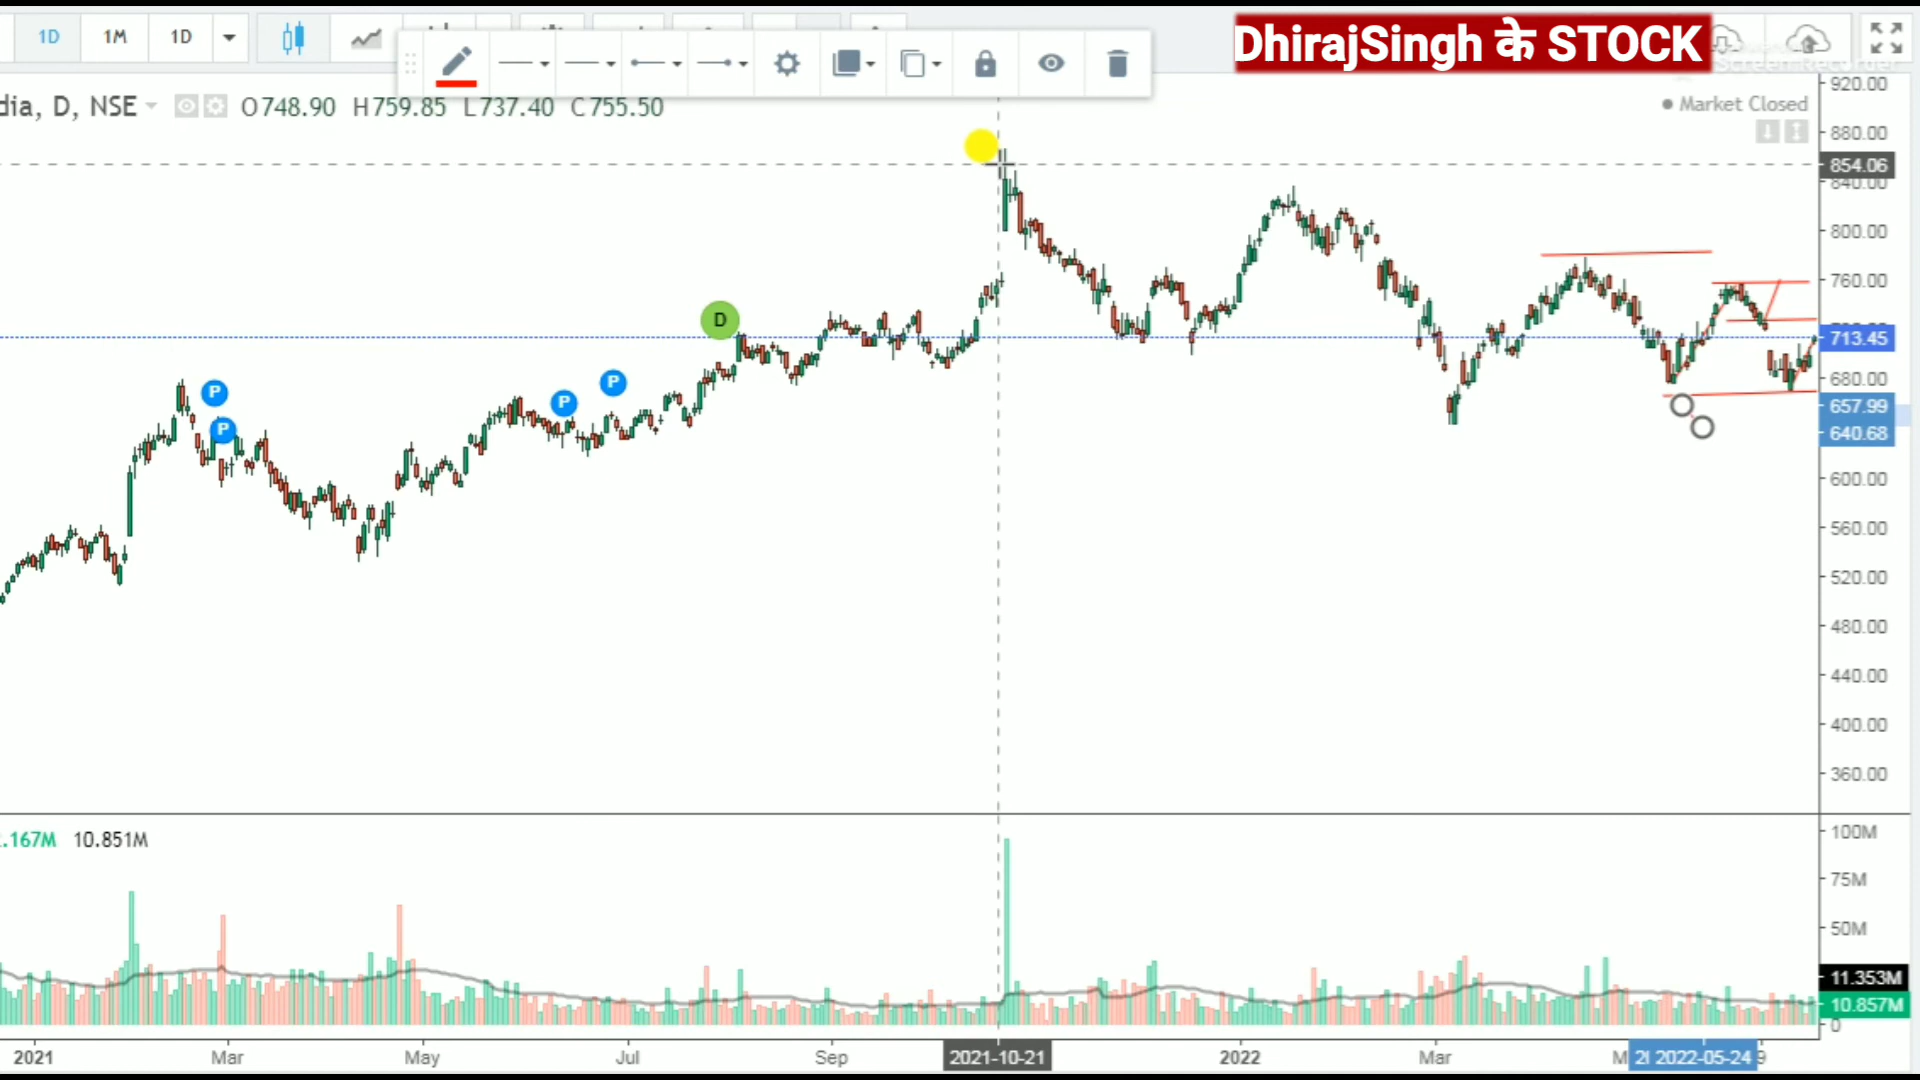 1D 1M 1D
DhirajSingh के STOCK
dia, D, NSE O748.90 H759.85 L737.40 C755.50
Market Closed
920.00
880.00
854.06
840.00
800.00
760.00
713.45
680.00
657.99
640.68
600.00
560.00
520.00
480.00
440.00
400.00
360.00
D
P
P
P
P
.167M 10.851M
100M
75M
50M
11.353M
10.857M
0
2021 Mar May Jul Sep 2021-10-21 2022 Mar 2022-05-24